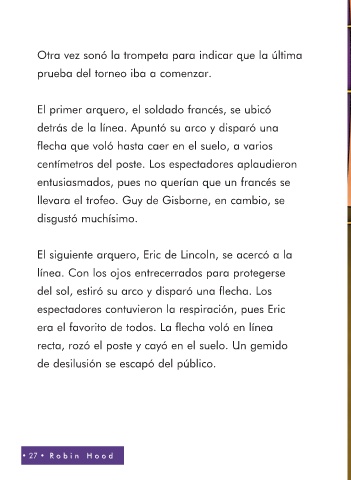 Otra vez sonó la trompeta para indicar que la última
prueba del torneo iba a comenzar.
El primer arquero, el soldado francés, se ubicó
detrás de la línea. Apuntó su arco y disparó una
flecha que voló hasta caer en el suelo, a varios
centímetros del poste. Los espectadores aplaudieron
entusiasmados, pues no querían que un francés se
llevara el trofeo. Guy de Gisborne, en cambio, se
disgustó muchísimo.
El siguiente arquero, Eric de Lincoln, se acercó a la
línea. Con los ojos entrecerrados para protegerse
del sol, estiró su arco y disparó una flecha. Los
espectadores contuvieron la respiración, pues Eric
era el favorito de todos. La flecha voló en línea
recta, rozó el poste y cayó en el suelo. Un gemido
de desilusión se escapó del público.
• 27 • Robin Hood